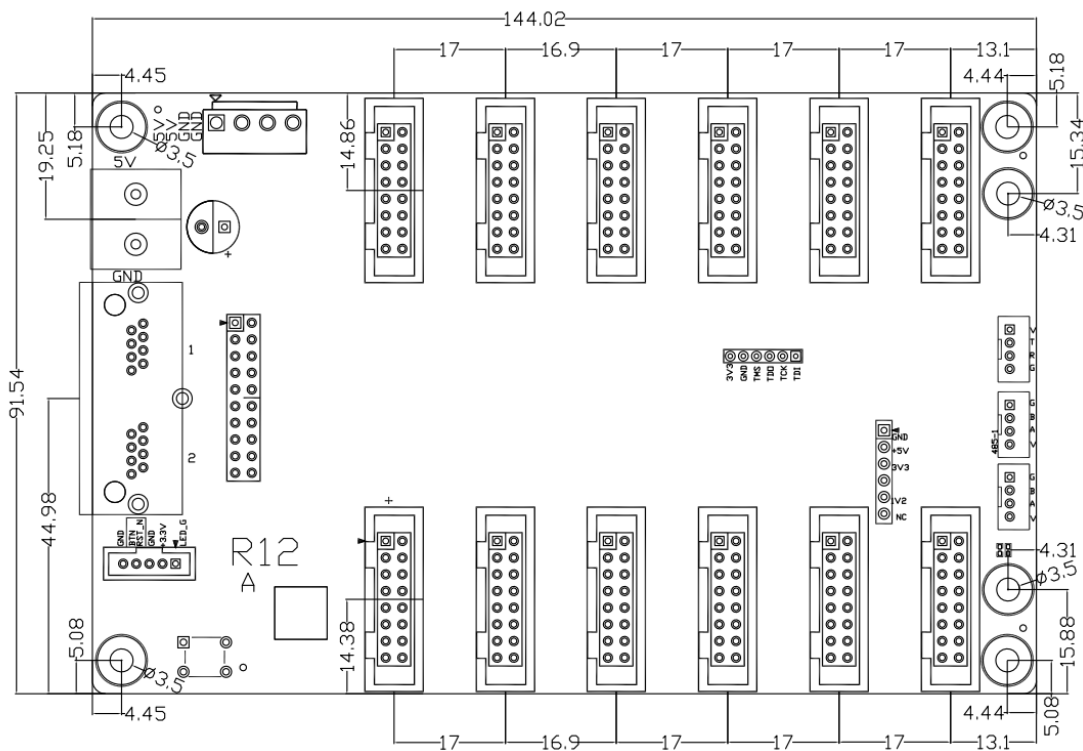 144.02
17 16.9 17 17 17 13.1
4.45
4.44
5.18
5.18
19.25
14.86
15.34
5V
5V
GND
GND
ø3.5
ø3.5
5V
4.31
GND
1
2
V
T
R
G
3V3
GND
TMS
TDO
TCK
TDI
G
B
A
V
485-1
GND
+5V
3V3
1V2
NC
G
B
A
V
91.54
44.98
GND
BTN
RST_N
GND
+3.3V
LED_G
+
+
R12
A
4.31
ø3.5
5.08
14.38
15.88
ø3.5
4.45
4.44
5.08
17 16.9 17 17 17 13.1